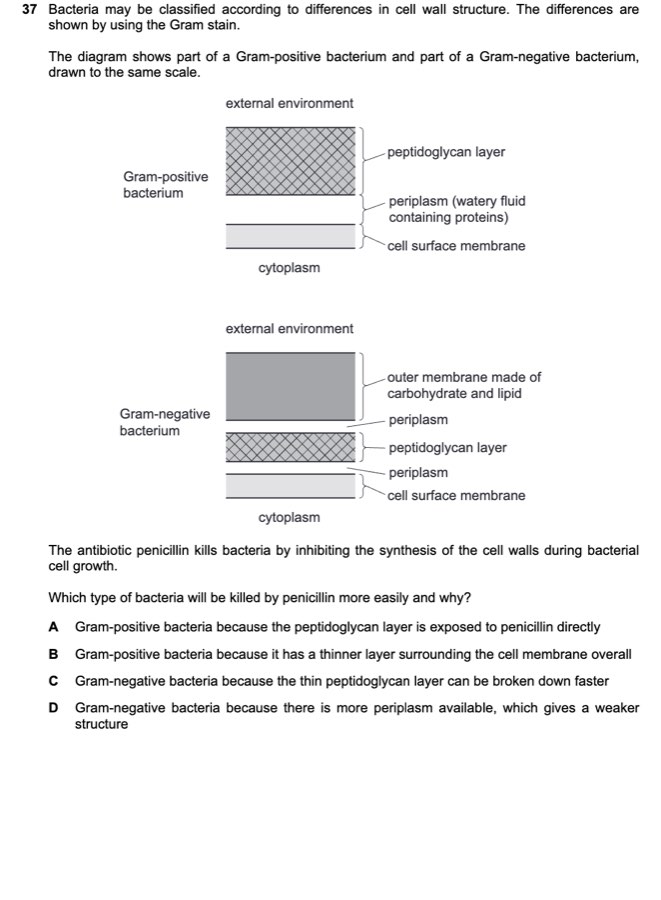 37 Bacteria may be classified according to differences in cell wall structure. The differences are
shown by using the Gram stain.
The diagram shows part of a Gram-positive bacterium and part of a Gram-negative bacterium,
drawn to the same scale.
external environment
peptidoglycan layer
Gram-positive
bacterium
periplasm (watery fluid
containing proteins)
cell surface membrane
cytoplasm
external environment
outer membrane made of
carbohydrate and lipid
Gram-negative
bacterium
periplasm
peptidoglycan layer
periplasm
cell surface membrane
cytoplasm
The antibiotic penicillin kills bacteria by inhibiting the synthesis of the cell walls during bacterial
cell growth.
Which type of bacteria will be killed by penicillin more easily and why?
A Gram-positive bacteria because the peptidoglycan layer is exposed to penicillin directly
B Gram-positive bacteria because it has a thinner layer surrounding the cell membrane overall
C Gram-negative bacteria because the thin peptidoglycan layer can be broken down faster
D Gram-negative bacteria because there is more periplasm available, which gives a weaker
structure